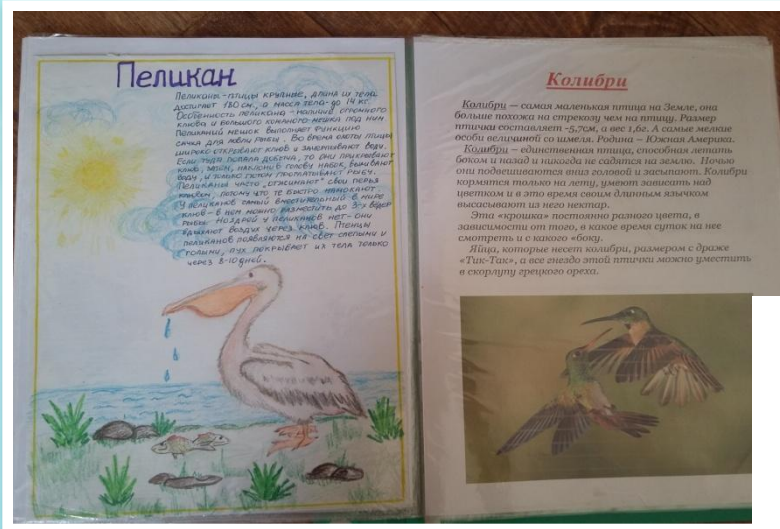 Пеликан
Пеликаны - птицы крупные, длина их тела
достигает 180 см., а масса тела - до 14 кг.
Особенность пеликана - наличие огромного
клюва и большого кожаного мешка под ним
Пеликаний мешок выполняет функцию
сачка для ловли рыбы. Во время охоты птицы
широко открывают клюв и зачерпывают воду.
Если туда попала добыча, то они прикрывают
клюв, затем, наклонив голову набок, выливают
воду, и только потом проглатывают рыбу.
Пеликаны часто "отжимают" свои перья
клювом, потому что те быстро намокают
У пеликанов самый вместительный в мире
клюв - в нем можно разместить до 3-х ведер
рыбы. Ноздрей у пеликанов нет - они
вдыхают воздух через клюв. Птенцы
пеликанов появляются на свет слепыми и
голыми, пух покрывает их тела только
через 8-10 дней.
Колибри
Колибри – самая маленькая птица на Земле, она
больше похожа на стрекозу чем на птицу. Размер
птички составляет -5,7см, а вес 1,6г. А самые мелкие
особи величиной со шмеля. Родина – Южная Америка.
Колибри – единственная птица, способная летать
боком и назад и никогда не садятся на землю. Ночью
они подвешиваются вниз головой и засыпают. Колибри
кормятся только на лету, умеют зависать над
цветком и в это время своим длинным язычком
высасывают из него нектар.
Эта «крошка» постоянно разного цвета, в
зависимости от того, в какое время суток на нее
смотреть и с какого «боку.
Яйца, которые несет колибри, размером с драже
«Тик-Так», а все гнездо этой птички можно уместить
в скорлупу грецкого ореха.